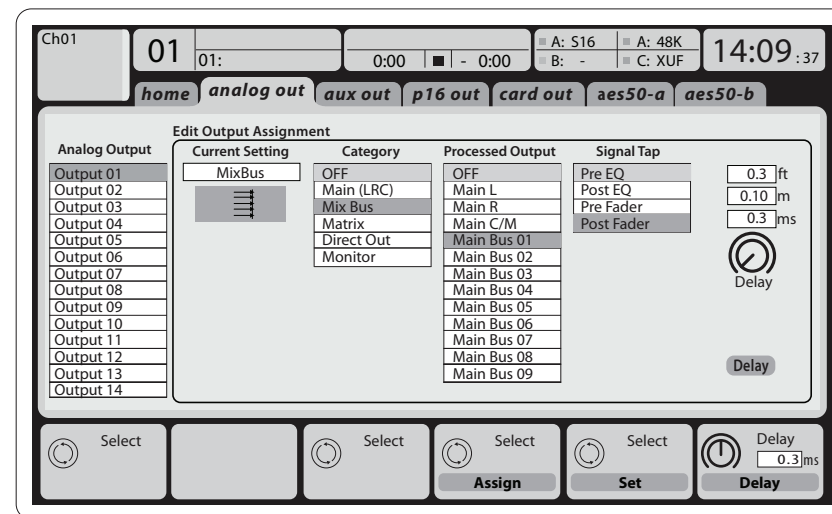 Ch01
01
01:
0:00 - 0:00
A: S16
B: -
A: 48K
C: XUF
14:09:37
home
analog out
aux out
p16 out
card out
aes50-a
aes50-b
Edit Output Assignment
Analog Output
Output 01
Output 02
Output 03
Output 04
Output 05
Output 06
Output 07
Output 08
Output 09
Output 10
Output 11
Output 12
Output 13
Output 14
Current Setting
MixBus
Category
OFF
Main (LRC)
Mix Bus
Matrix
Direct Out
Monitor
Processed Output
OFF
Main L
Main R
Main C/M
Main Bus 01
Main Bus 02
Main Bus 03
Main Bus 04
Main Bus 05
Main Bus 06
Main Bus 07
Main Bus 08
Main Bus 09
Signal Tap
Pre EQ
Post EQ
Pre Fader
Post Fader
0.3 ft
0.10 m
0.3 ms
Delay
Delay
Select
Select
Select
Assign
Select
Set
Delay
0.3 ms
Delay